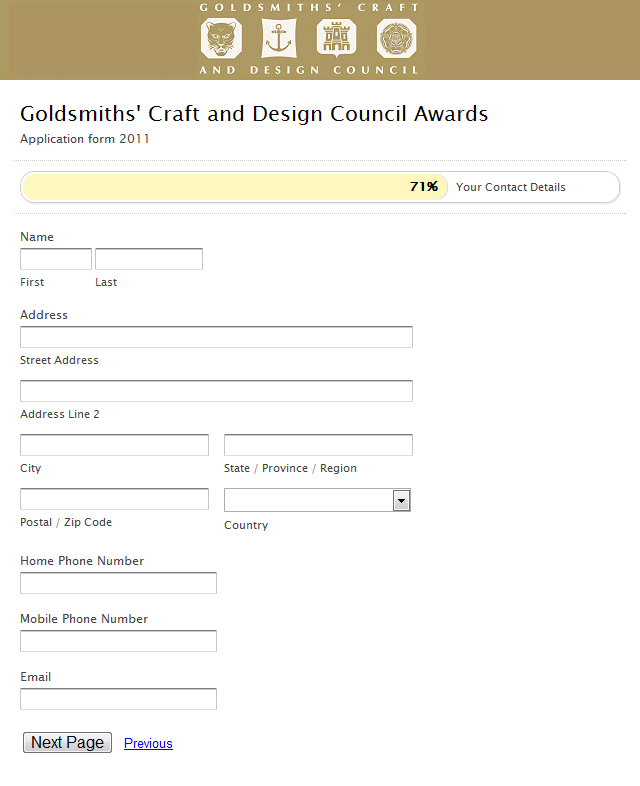 GOLDSMITHS' CRAFT
AND DESIGN COUNCIL
Goldsmiths' Craft and Design Council Awards
Application form 2011
71% Your Contact Details
Name
First Last
Address
Street Address
Address Line 2
City State / Province / Region
Postal / Zip Code Country
Home Phone Number
Mobile Phone Number
Email
Next Page Previous